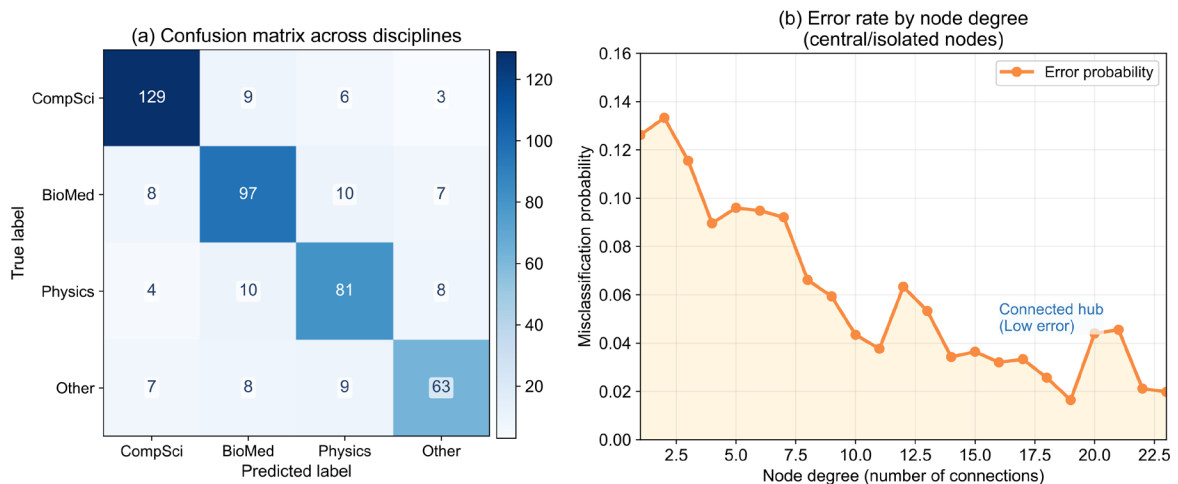 (a) Confusion matrix across disciplines
True label
CompSci
BioMed
Physics
Other
129 9 6 3
8 97 10 7
4 10 81 8
7 8 9 63
CompSci BioMed Physics Other
Predicted label
120
100
80
60
40
20
(b) Error rate by node degree
(central/isolated nodes)
Misclassification probability
0.16
0.14
0.12
0.10
0.08
0.06
0.04
0.02
0.00
Error probability
Connected hub
(Low error)
2.5 5.0 7.5 10.0 12.5 15.0 17.5 20.0 22.5
Node degree (number of connections)